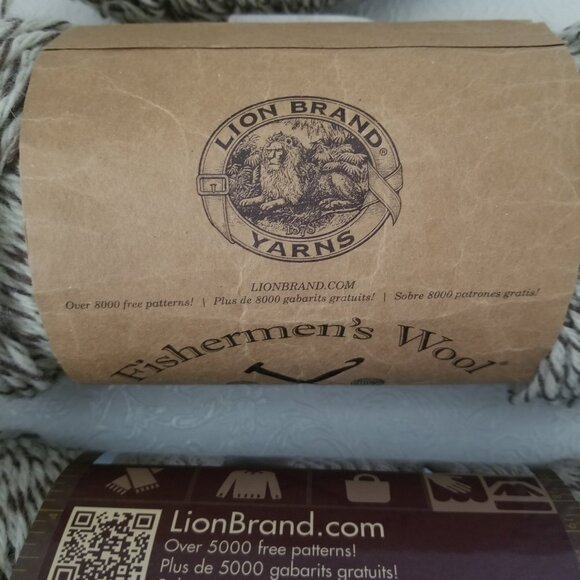 LION BRAND®
1878
YARNS
LIONBRAND.COM
Over 8000 free patterns! | Plus de 8000 gabarits gratuits! | Sobre 8000 patrones gratis!
Fishermen's Wool®
LionBrand.com
Over 5000 free patterns!
Plus de 5000 gabarits gratuits!